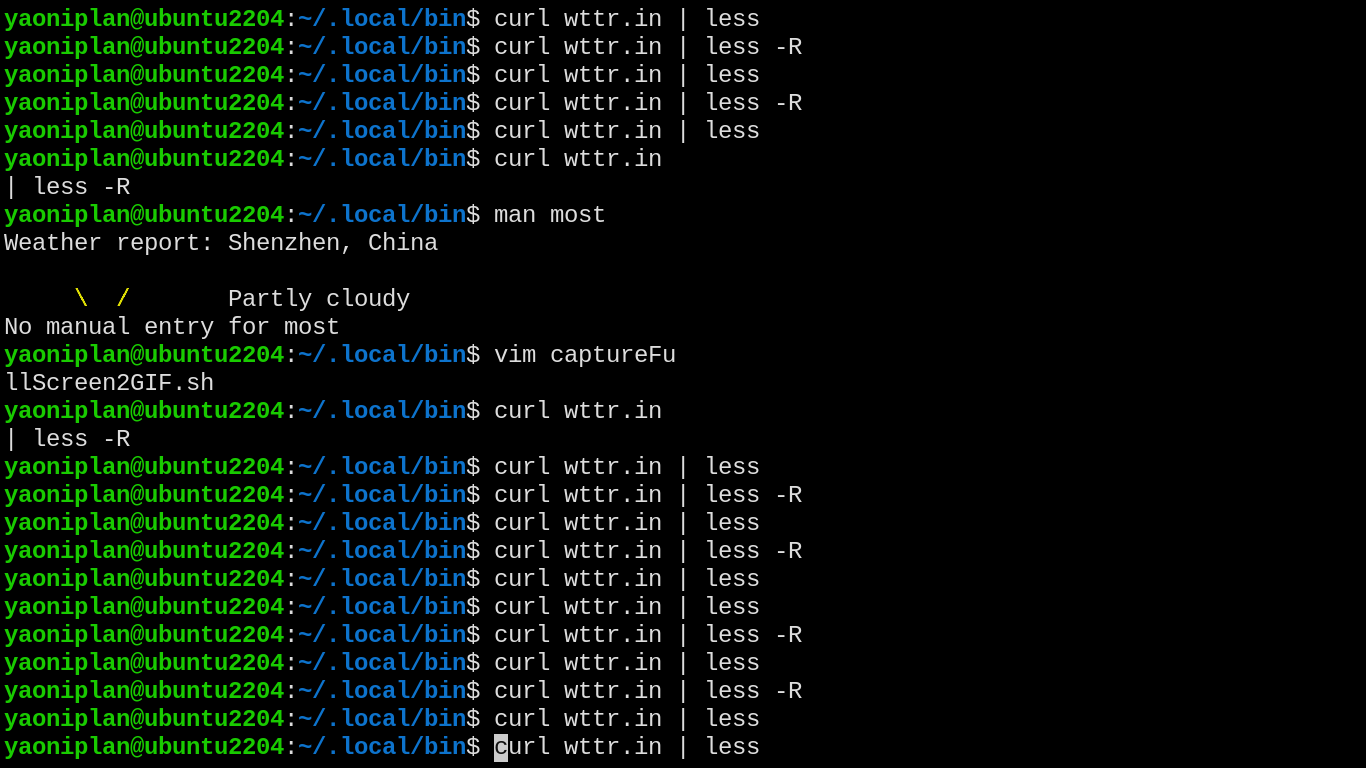 yaoniplan@ubuntu2204:~/.local/bin$ curl wttr.in | less
yaoniplan@ubuntu2204:~/.local/bin$ curl wttr.in | less -R
yaoniplan@ubuntu2204:~/.local/bin$ curl wttr.in | less
yaoniplan@ubuntu2204:~/.local/bin$ curl wttr.in | less -R
yaoniplan@ubuntu2204:~/.local/bin$ curl wttr.in | less
yaoniplan@ubuntu2204:~/.local/bin$ curl wttr.in
| less -R
yaoniplan@ubuntu2204:~/.local/bin$ man most
Weather report: Shenzhen, China
\  /       Partly cloudy
No manual entry for most
yaoniplan@ubuntu2204:~/.local/bin$ vim captureFu
llScreen2GIF.sh
yaoniplan@ubuntu2204:~/.local/bin$ curl wttr.in
| less -R
yaoniplan@ubuntu2204:~/.local/bin$ curl wttr.in | less
yaoniplan@ubuntu2204:~/.local/bin$ curl wttr.in | less -R
yaoniplan@ubuntu2204:~/.local/bin$ curl wttr.in | less
yaoniplan@ubuntu2204:~/.local/bin$ curl wttr.in | less -R
yaoniplan@ubuntu2204:~/.local/bin$ curl wttr.in | less
yaoniplan@ubuntu2204:~/.local/bin$ curl wttr.in | less
yaoniplan@ubuntu2204:~/.local/bin$ curl wttr.in | less -R
yaoniplan@ubuntu2204:~/.local/bin$ curl wttr.in | less
yaoniplan@ubuntu2204:~/.local/bin$ curl wttr.in | less -R
yaoniplan@ubuntu2204:~/.local/bin$ curl wttr.in | less
yaoniplan@ubuntu2204:~/.local/bin$ curl wttr.in | less